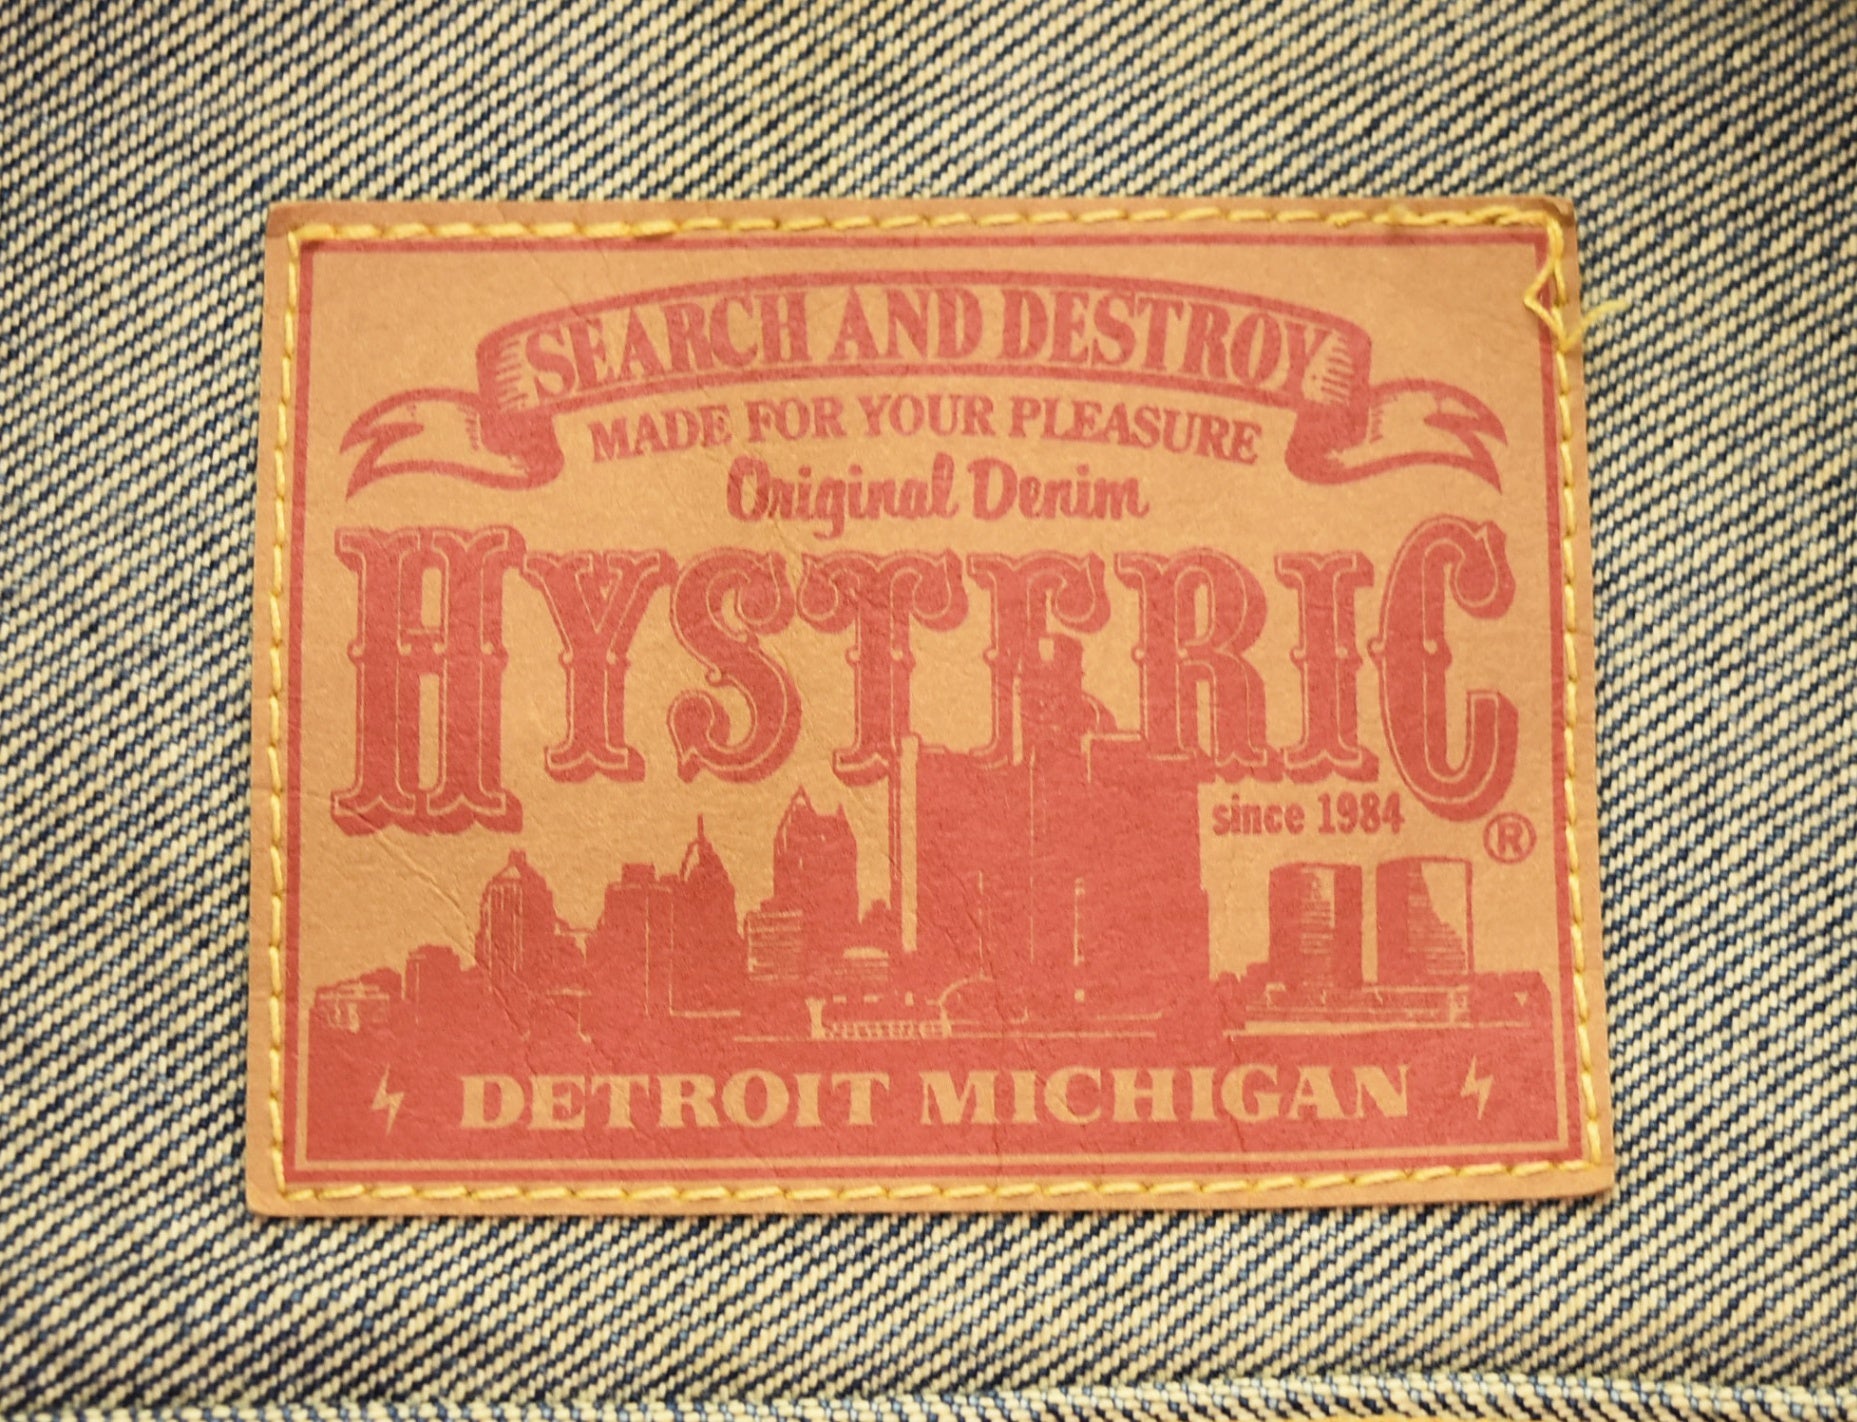 SEARCH AND DESTROY
MADE FOR YOUR PLEASURE
Original Denim
HYSTERIC
since 1984
®
DETROIT MICHIGAN